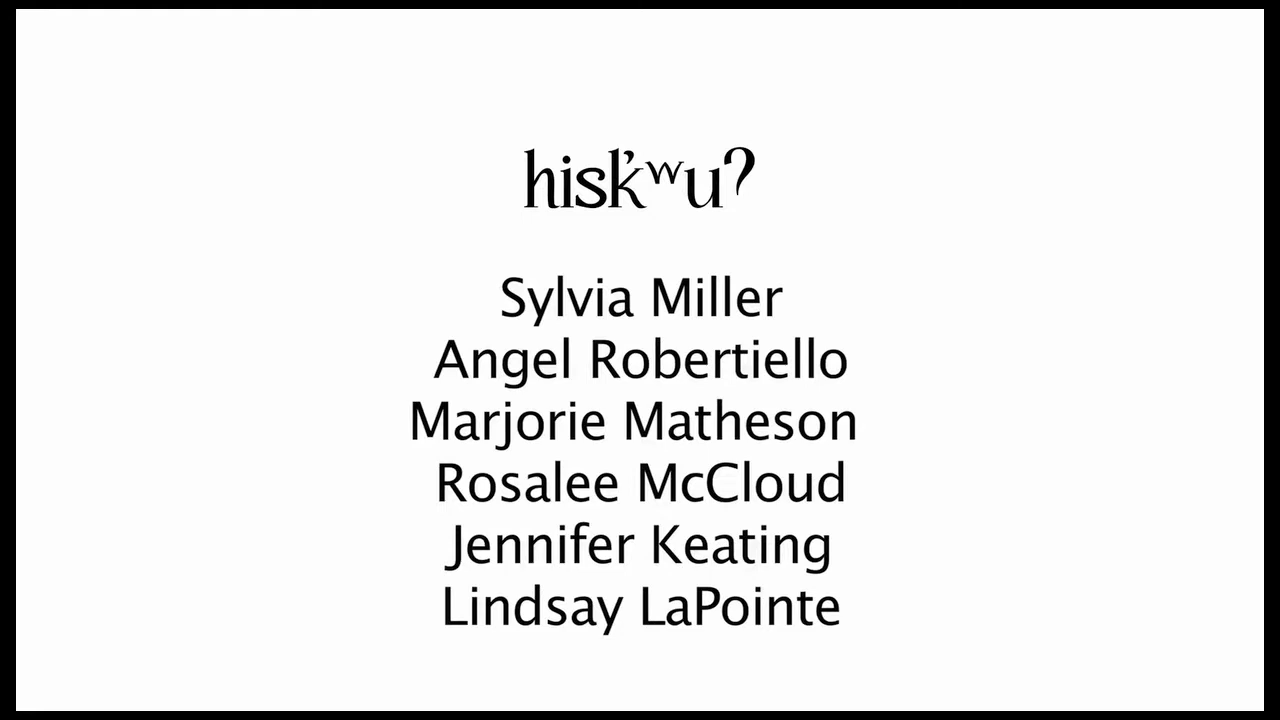 hisk̓ʷuʔ
Sylvia Miller
Angel Robertiello
Marjorie Matheson
Rosalee McCloud
Jennifer Keating
Lindsay LaPointe